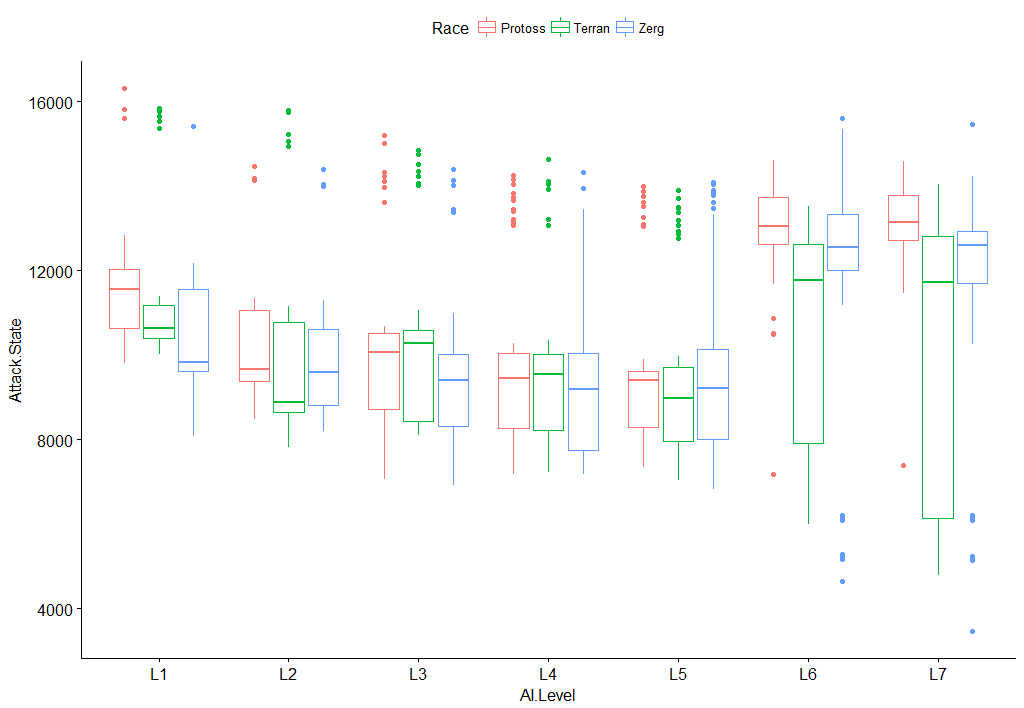 Race Protoss Terran Zerg
16000
12000
8000
4000
Attack.State
L1 L2 L3 L4 L5 L6 L7
AI.Level